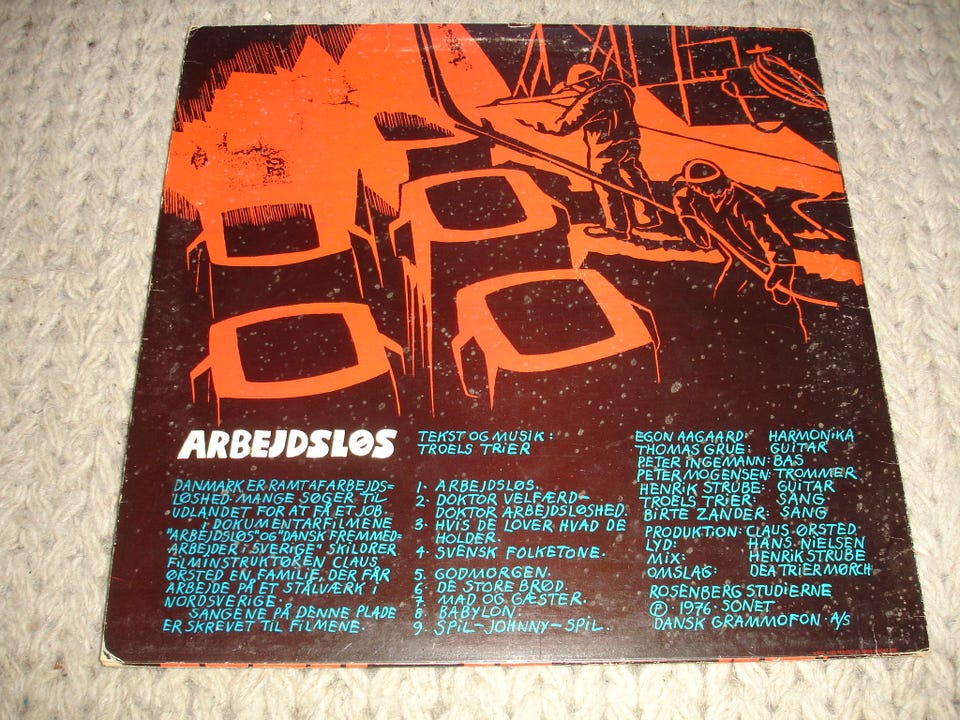 ARBEJDSLØS
DANMARK ER RAMT AF ARBEJDS-
LØSHED. MANGE SØGER TIL
UDLANDET FOR AT FÅ ET JOB.
I DOKUMENTARFILMENE
"ARBEJDSLØS" OG "DANSK FREMMED-
ARBEJDER I SVERIGE" SKILDRER
FILMINSTRUKTØREN CLAUS
ØRSTED EN FAMILIE, DER FÅR
ARBEJDE PÅ ET STÅLVÆRK I
NORDSVERIGE.
SANGENE PÅ DENNE PLADE
ER SKREVET TIL FILMENE.
TEKST OG MUSIK:
TROELS TRIER
1. ARBEJDSLØS.
2. DOKTOR VELFÆRD-
DOKTOR ARBEJDSLØSHED.
3. HVIS DE LOVER HVAD DE
HOLDER.
4. SVENSK FOLKETONE.
5. GODMORGEN.
6. DE STORE BRØD.
7. MAD OG GÆSTER.
8. BABYLON.
9. SPIL-JOHNNY-SPIL.
EGON AAGAARD: HARMONIKA
THOMAS GRUE: GUITAR
PETER INGEMANN: BAS
PETER MOGENSEN: TROMMER
HENRIK STRUBE: GUITAR
TROELS TRIER: SANG
BIRTE ZANDER: SANG
PRODUKTION: CLAUS ØRSTED
LYD: HANS NIELSEN
MIX: HENRIK STRUBE
OMSLAG: DEA TRIER MØRCH
ROSENBERG STUDIERNE
Ⓟ 1976. SONET
DANSK GRAMMOFON A/S